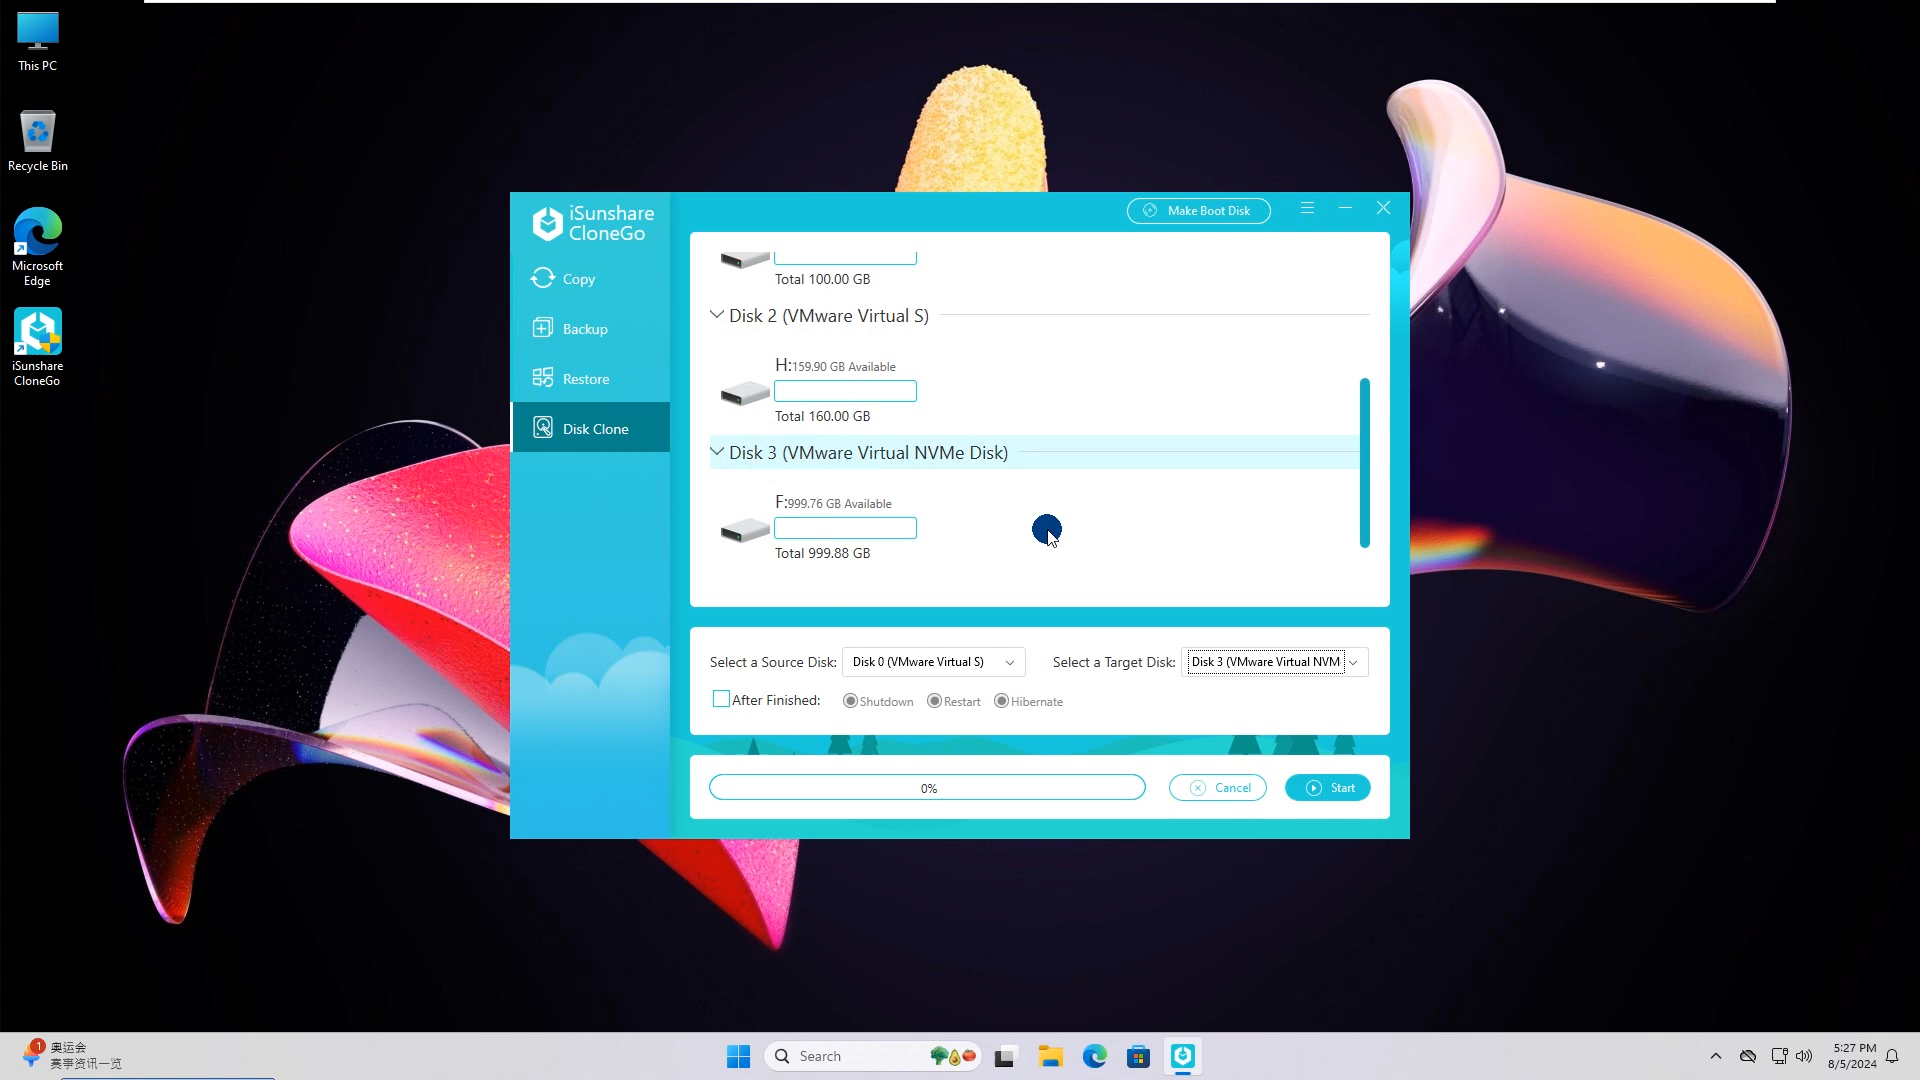 This PC
Recycle Bin
Microsoft
Edge
iSunshare
CloneGo
iSunshare
CloneGo
Make Boot Disk
Copy
Backup
Restore
Disk Clone
Total 100.00 GB
Disk 2 (VMware Virtual S)
H:159.90 GB Available
Total 160.00 GB
Disk 3 (VMware Virtual NVMe Disk)
F:999.76 GB Available
Total 999.88 GB
Select a Source Disk: Disk 0 (VMware Virtual S) Select a Target Disk: Disk 3 (VMware Virtual NVM
After Finished: Shutdown Restart Hibernate
0% Cancel Start
1
奥运会
赛事资讯一览
Search
5:27 PM
8/5/2024